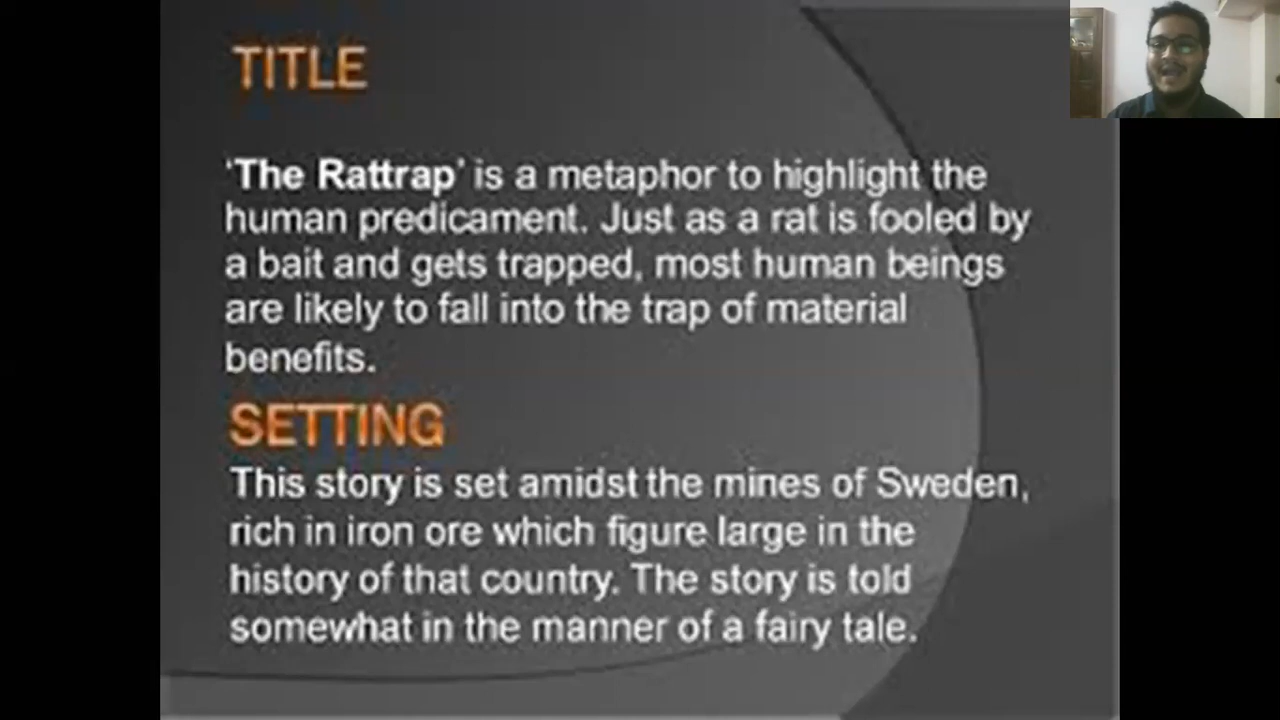 TITLE
‘The Rattrap’ is a metaphor to highlight the
human predicament. Just as a rat is fooled by
a bait and gets trapped, most human beings
are likely to fall into the trap of material
benefits.
SETTING
This story is set amidst the mines of Sweden,
rich in iron ore which figure large in the
history of that country. The story is told
somewhat in the manner of a fairy tale.